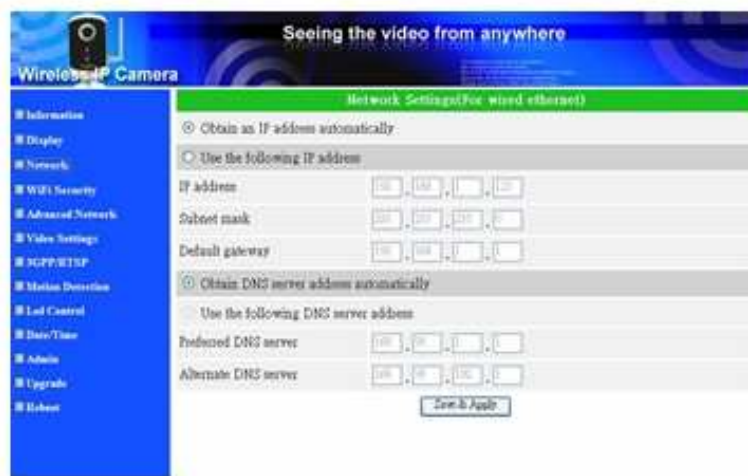 Seeing the video from anywhere
Wireless IP Camera
Information
Display
Network
WiFi Security
Advanced Network
Video Settings
3GPP/RTSP
Motion Detection
Led Control
Date/Time
Admin
Upgrade
Reboot
Network Settings(For wired ethernet)
Obtain an IP address automatically
Use the following IP address
IP address
Subnet mask
Default gateway
Obtain DNS server address automatically
Use the following DNS server address
Preferred DNS server
Alternate DNS server
Save & Apply